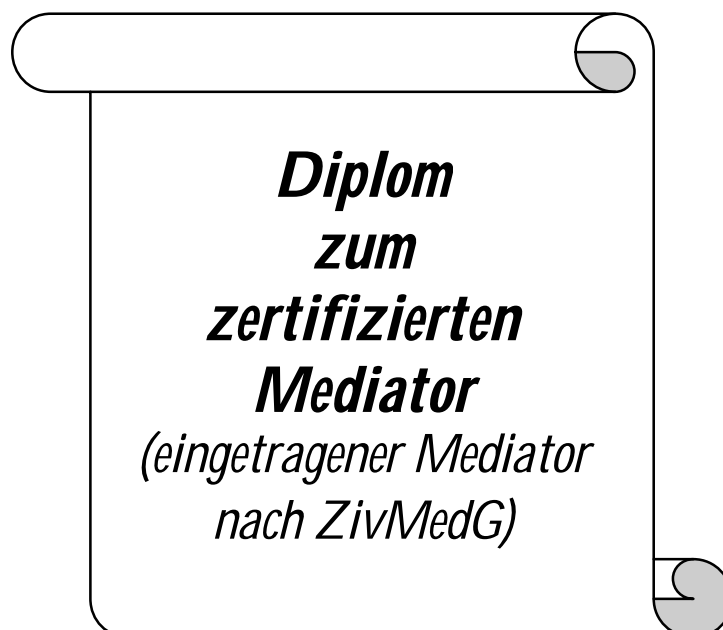 Diplom
zum
zertifizierten
Mediator
(eingetragener Mediator
nach ZivMedG)